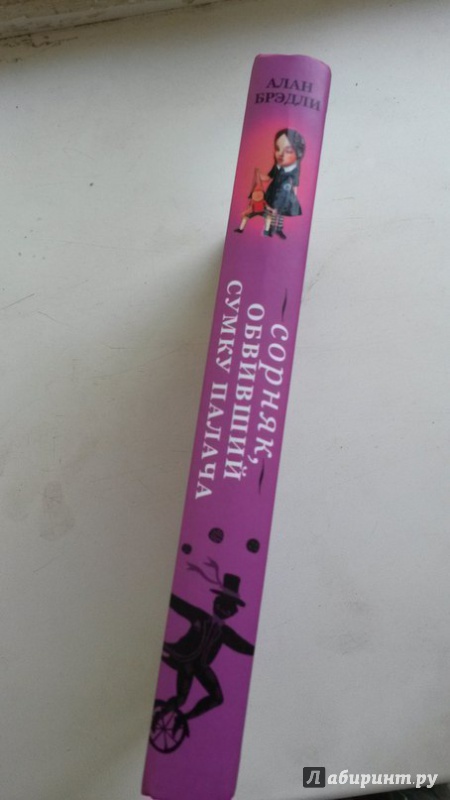 АЛАН
БРЭДЛИ
сорняк,
ОБВИВШИЙ
СУМКУ ПАЛАЧА
Лабиринт.ру